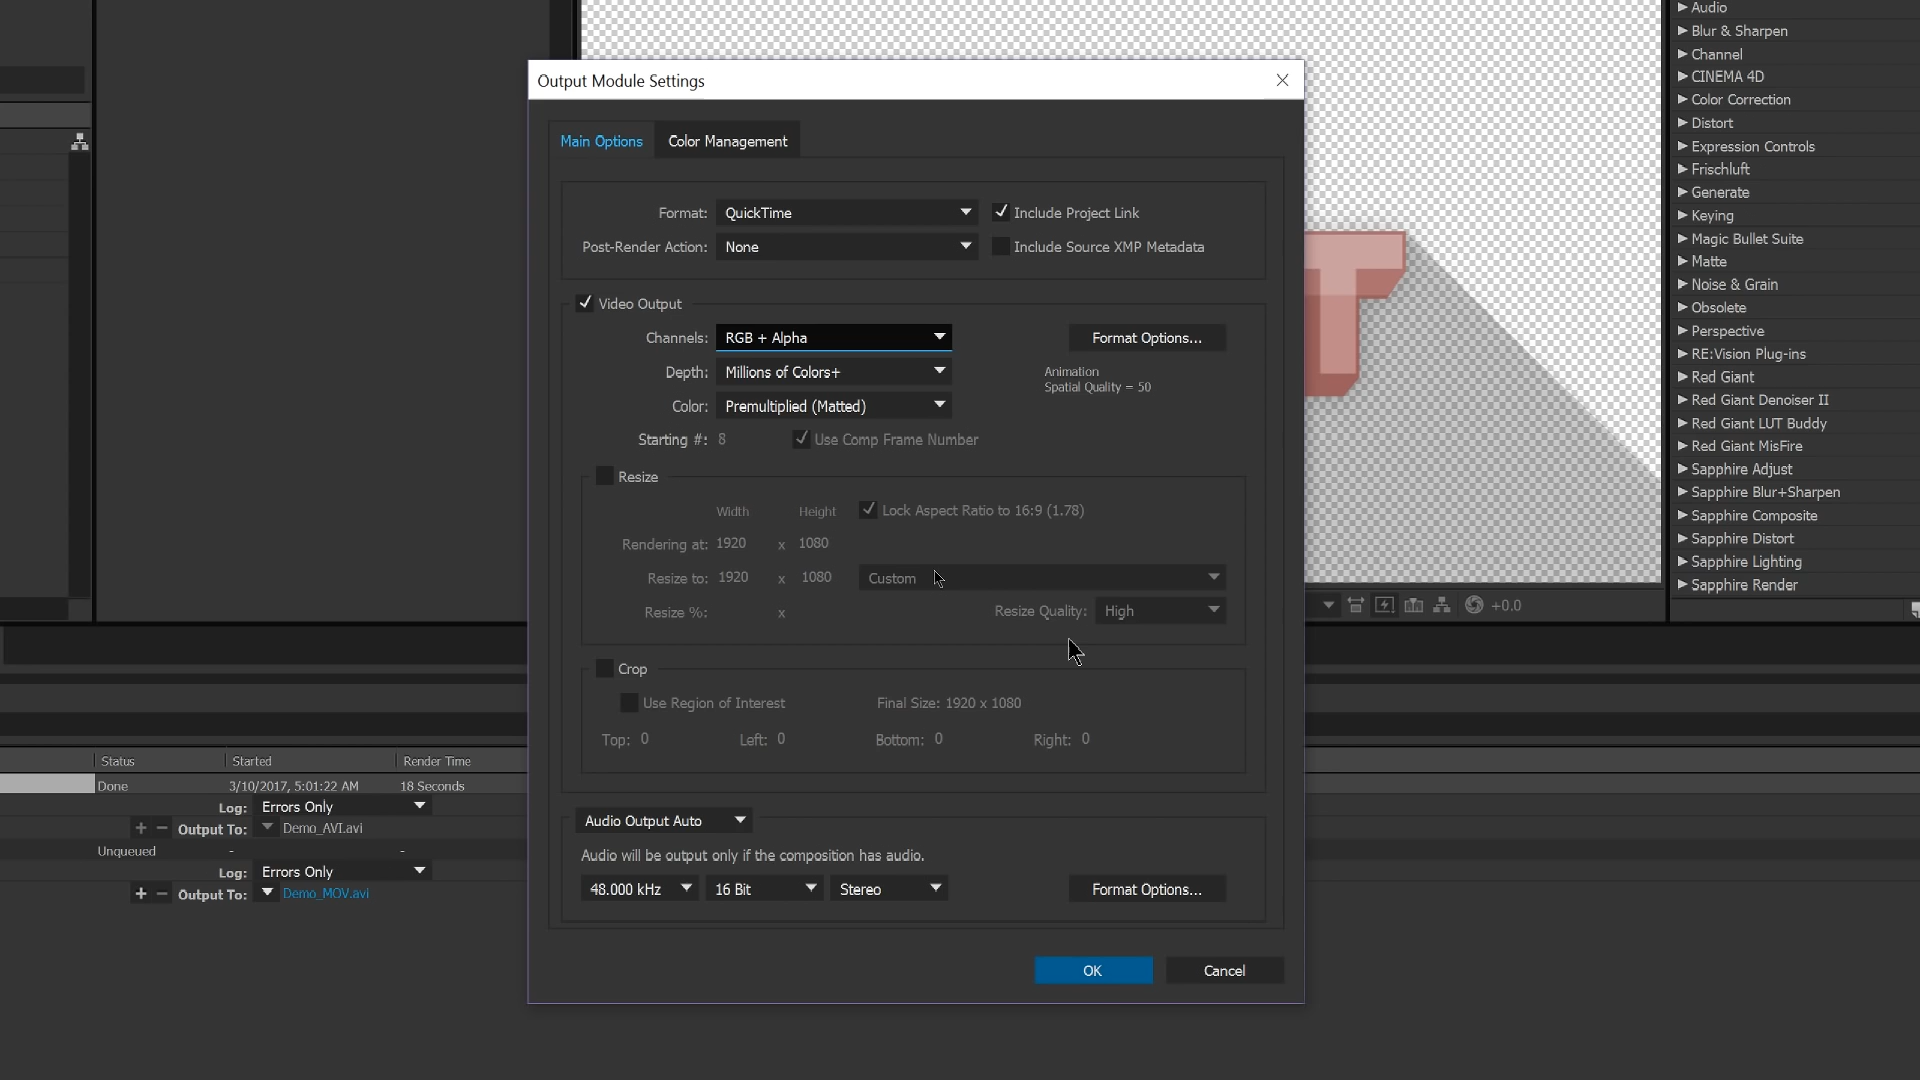 Output Module Settings
Main Options Color Management
Format: QuickTime Include Project Link
Post-Render Action: None Include Source XMP Metadata
Video Output
Channels: RGB + Alpha Format Options...
Depth: Millions of Colors+ Animation
Spatial Quality = 50
Color: Premultiplied (Matted)
Starting #: 8 Use Comp Frame Number
Resize
Width Height Lock Aspect Ratio to 16:9 (1.78)
Rendering at: 1920 x 1080
Resize to: 1920 x 1080 Custom
Resize %: x Resize Quality: High
Crop
Use Region of Interest Final Size: 1920 x 1080
Top: 0 Left: 0 Bottom: 0 Right: 0
Audio Output Auto
Audio will be output only if the composition has audio.
48.000 kHz 16 Bit Stereo Format Options...
OK Cancel
Audio
Blur & Sharpen
Channel
CINEMA 4D
Color Correction
Distort
Expression Controls
Frischluft
Generate
Keying
Magic Bullet Suite
Matte
Noise & Grain
Obsolete
Perspective
RE:Vision Plug-ins
Red Giant
Red Giant Denoiser II
Red Giant LUT Buddy
Red Giant MisFire
Sapphire Adjust
Sapphire Blur+Sharpen
Sapphire Composite
Sapphire Distort
Sapphire Lighting
Sapphire Render
T
+0.0
Status Started Render Time
Done 3/10/2017, 5:01:22 AM 18 Seconds
Log: Errors Only
+ − Output To: Demo_AVI.avi
Unqueued - -
Log: Errors Only
+ − Output To: Demo_MOV.avi